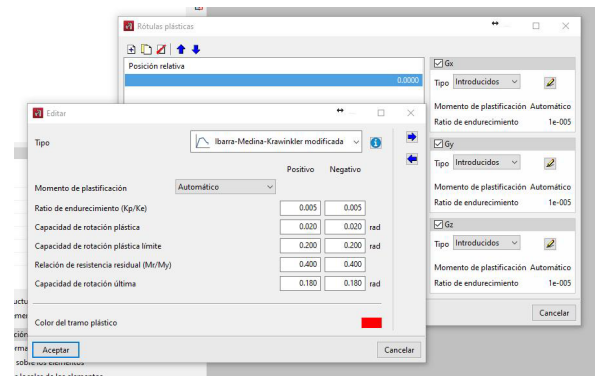 Rótulas plásticas
Posición relativa
0.0000
Gx
Tipo Introducidos
Momento de plastificación Automático
Ratio de endurecimiento 1e-005
Gy
Tipo Introducidos
Momento de plastificación Automático
Ratio de endurecimiento 1e-005
Gz
Tipo Introducidos
Momento de plastificación Automático
Ratio de endurecimiento 1e-005
Cancelar
Editar
Tipo Ibarra-Medina-Krawinkler modificada
Positivo Negativo
Momento de plastificación Automático
Ratio de endurecimiento (Kp/Ke) 0.005 0.005
Capacidad de rotación plástica 0.020 0.020 rad
Capacidad de rotación plástica límite 0.200 0.200 rad
Relación de resistencia residual (Mr/My) 0.400 0.400
Capacidad de rotación última 0.180 0.180 rad
Color del tramo plástico
Aceptar Cancelar
sobre los elementos